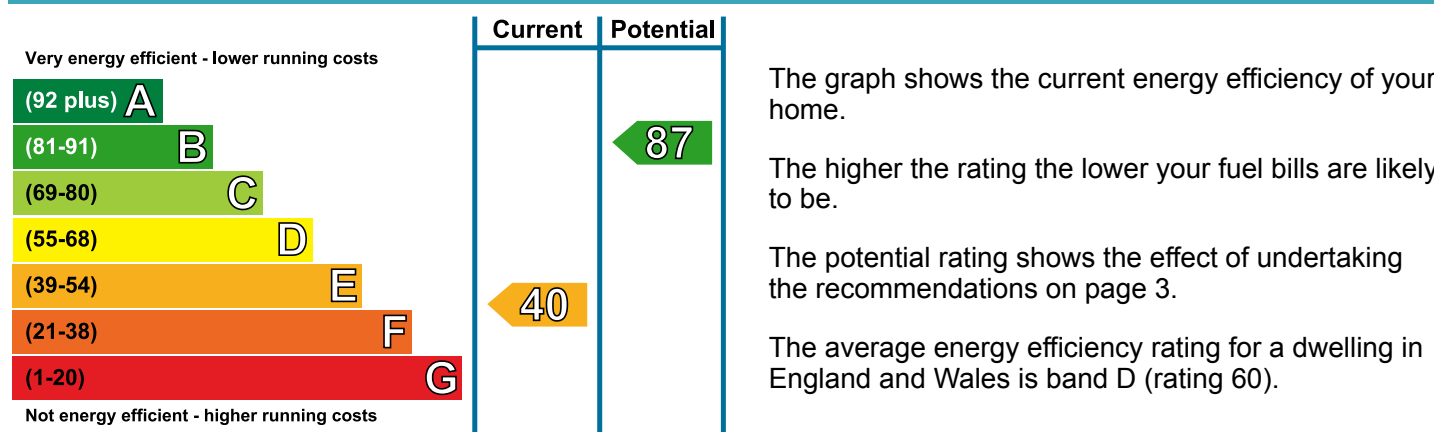 Current Potential
Very energy efficient - lower running costs
(92 plus) A
(81-91) B
(69-80) C
(55-68) D
(39-54) E
(21-38) F
(1-20) G
Not energy efficient - higher running costs
87
40
The graph shows the current energy efficiency of your
home.
The higher the rating the lower your fuel bills are likely
to be.
The potential rating shows the effect of undertaking
the recommendations on page 3.
The average energy efficiency rating for a dwelling in
England and Wales is band D (rating 60).